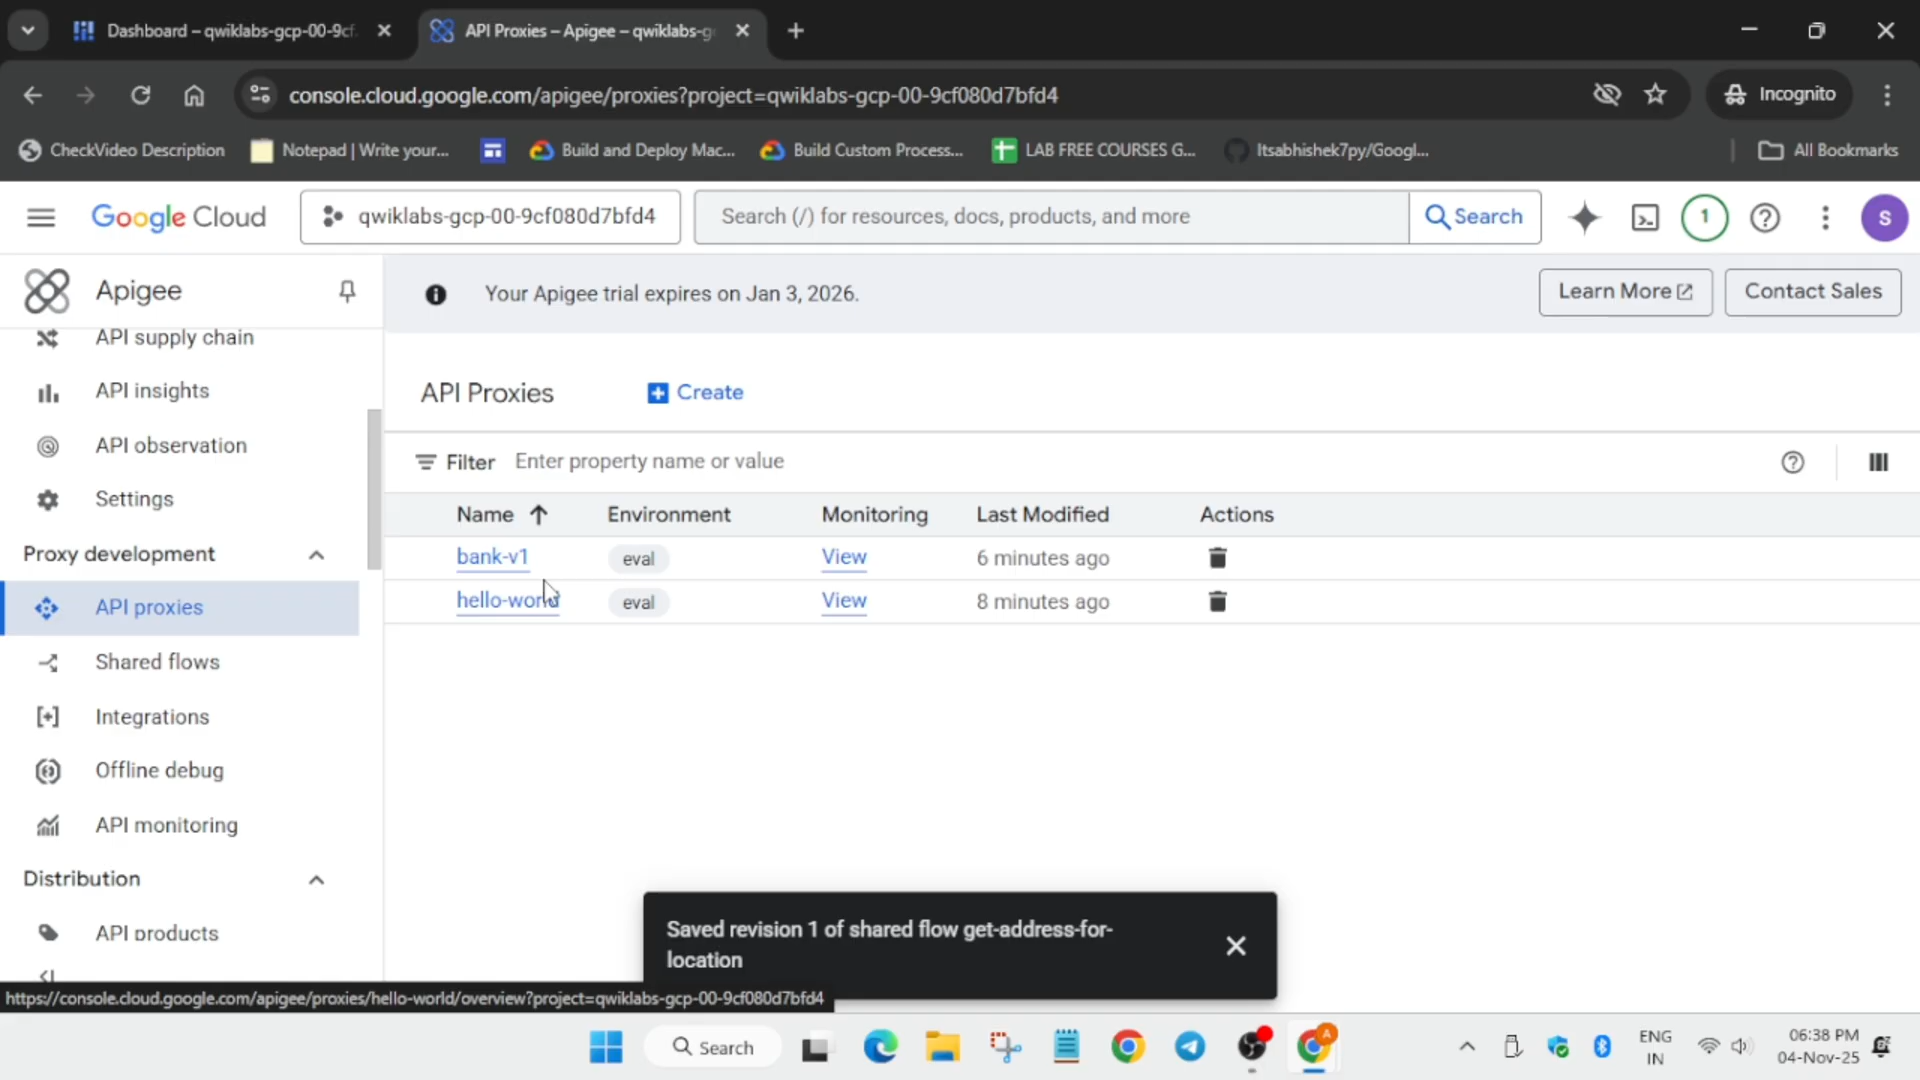 Dashboard – qwiklabs-gcp-00-9cf
API Proxies – Apigee – qwiklabs-g
console.cloud.google.com/apigee/proxies?project=qwiklabs-gcp-00-9cf080d7bfd4
Incognito
CheckVideo Description
Notepad | Write your...
Build and Deploy Mac...
Build Custom Process...
LAB FREE COURSES G...
Itsabhishek7py/Googl...
All Bookmarks
Google Cloud
qwiklabs-gcp-00-9cf080d7bfd4
Search (/) for resources, docs, products, and more
Search
1
S
Apigee
Your Apigee trial expires on Jan 3, 2026.
Learn More
Contact Sales
API supply chain
API insights
API observation
Settings
Proxy development
API proxies
Shared flows
Integrations
Offline debug
API monitoring
Distribution
API products
API Proxies
Create
Filter Enter property name or value
Name Environment Monitoring Last Modified Actions
bank-v1 eval View 6 minutes ago
hello-world eval View 8 minutes ago
Saved revision 1 of shared flow get-address-for-
location
https://console.cloud.google.com/apigee/proxies/hello-world/overview?project=qwiklabs-gcp-00-9cf080d7bfd4
Search
A
ENG
IN
06:38 PM
04-Nov-25